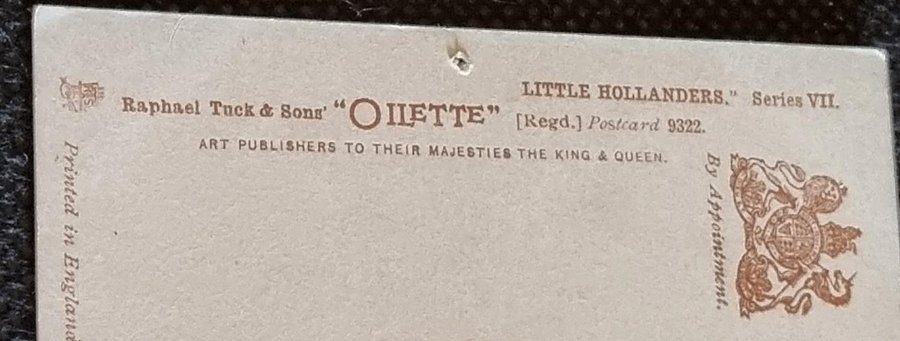 LITTLE HOLLANDERS." Series VII.
Raphael Tuck & Sons' "OILETTE" [Regd.] Postcard 9322.
ART PUBLISHERS TO THEIR MAJESTIES THE KING & QUEEN.
Printed in England
By Appointment.